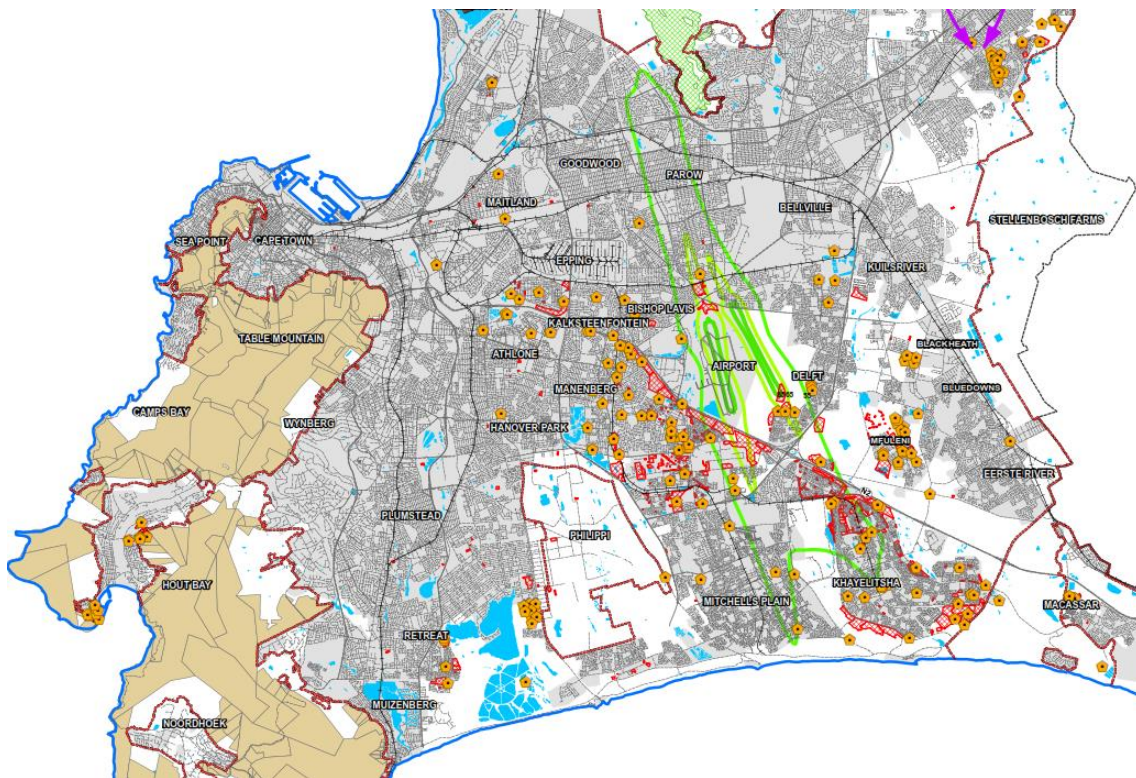 GOODWOOD
PAROW
MAITLAND
BELLVILLE
STELLENBOSCH FARMS
SEA POINT
CAPE TOWN
EPPING
KUILSRIVER
BISHOP LAVIS
KALKSTEENFONTEIN
TABLE MOUNTAIN
BLACKHEATH
ATHLONE
AIRPORT
DELFT
MANENBERG
BLUEDOWNS
55
CAMPS BAY
WYNBERG
HANOVER PARK
MFULENI
EERSTE RIVER
N2
PLUMSTEAD
PHILIPPI
HOUT BAY
KHAYELITSHA
MITCHELLS PLAIN
MACASSAR
RETREAT
MUIZENBERG
NOORDHOEK